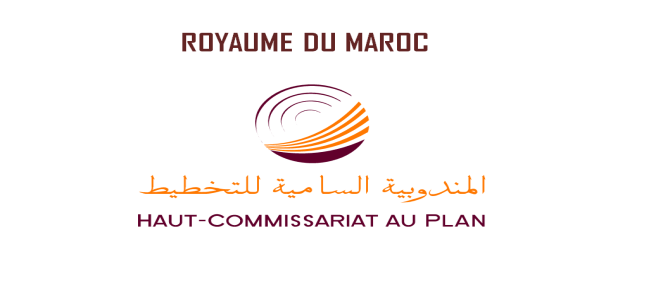 ROYAUME DU MAROC
المندوبية السامية للتخطيط
HAUT-COMMISSARIAT AU PLAN